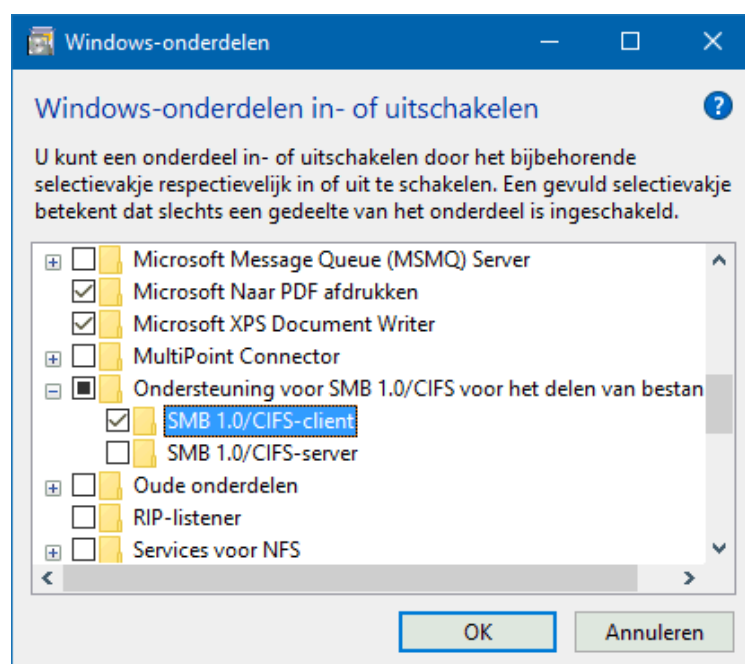 Windows-onderdelen
Windows-onderdelen in- of uitschakelen
?
U kunt een onderdeel in- of uitschakelen door het bijbehorende
selectievakje respectievelijk in of uit te schakelen. Een gevuld selectievakje
betekent dat slechts een gedeelte van het onderdeel is ingeschakeld.
Microsoft Message Queue (MSMQ) Server
Microsoft Naar PDF afdrukken
Microsoft XPS Document Writer
MultiPoint Connector
Ondersteuning voor SMB 1.0/CIFS voor het delen van bestan
SMB 1.0/CIFS-client
SMB 1.0/CIFS-server
Oude onderdelen
RIP-listener
Services voor NFS
OK
Annuleren